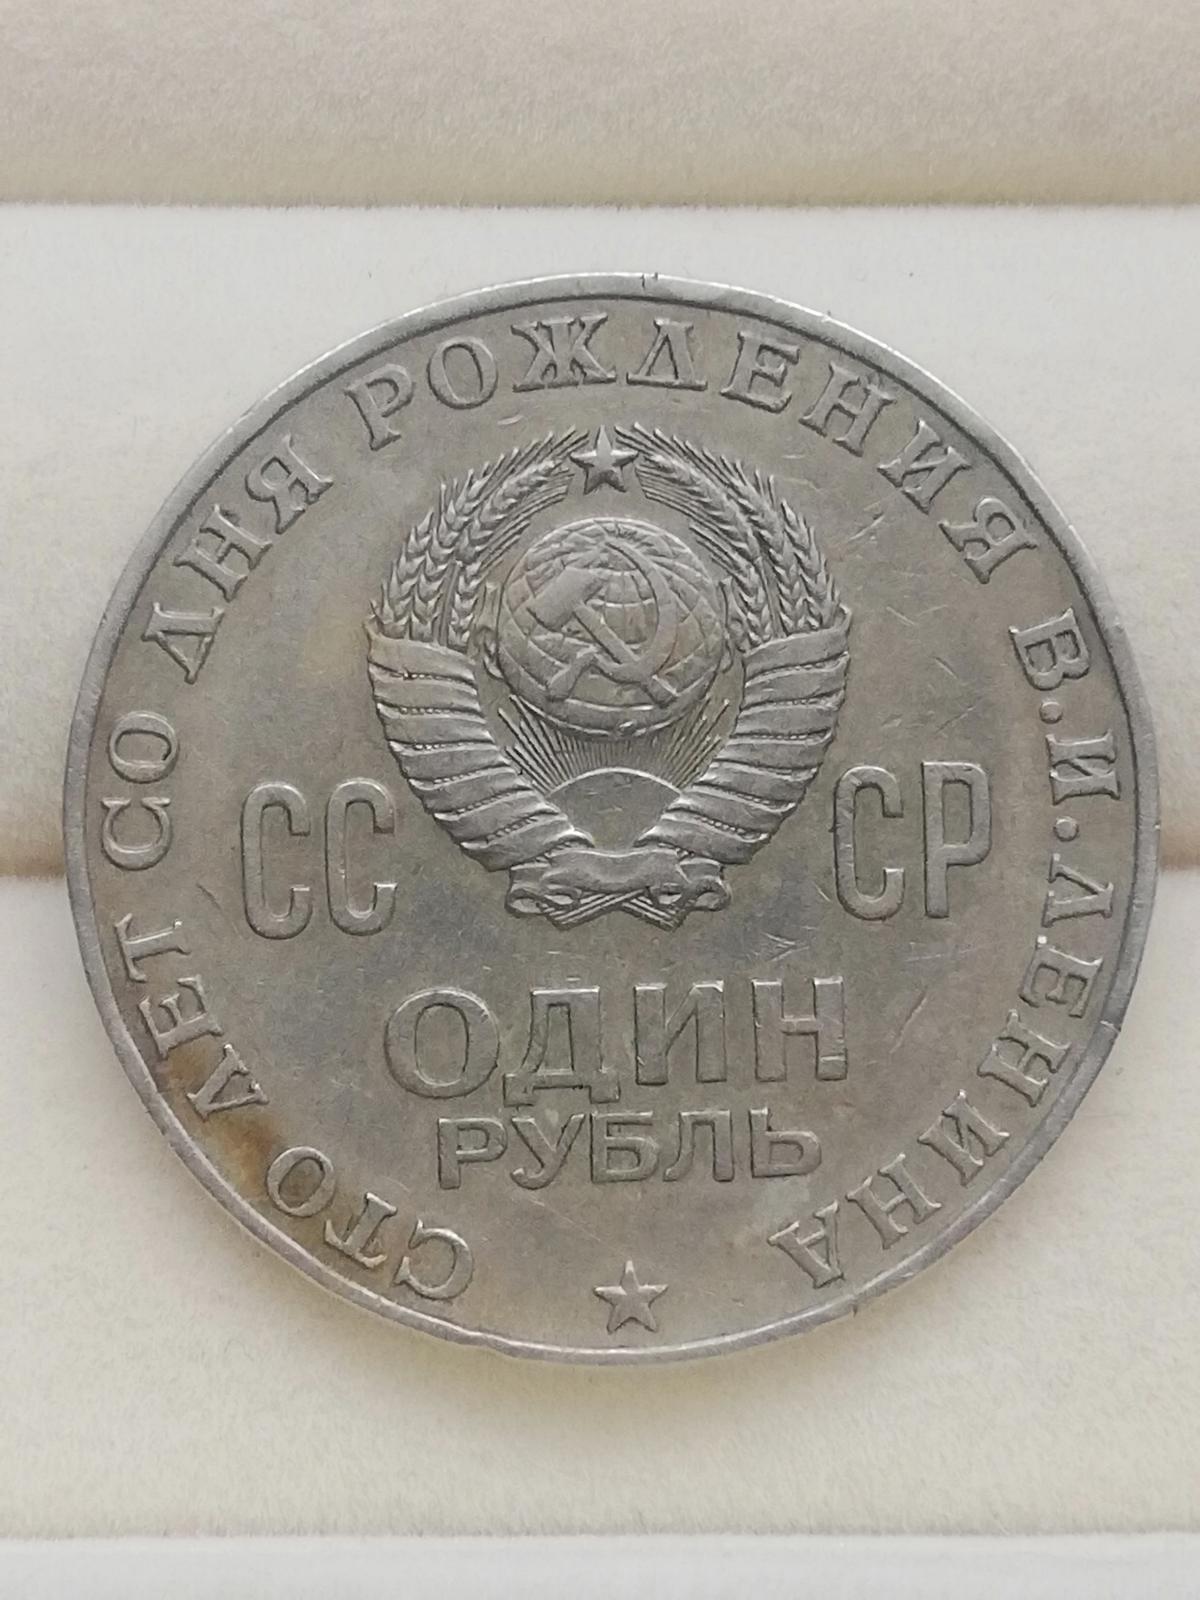 СТО ЛЕТ СО ДНЯ РОЖДЕНИЯ В.И.ЛЕНИНА
СС СР
ОДИН
РУБЛЬ